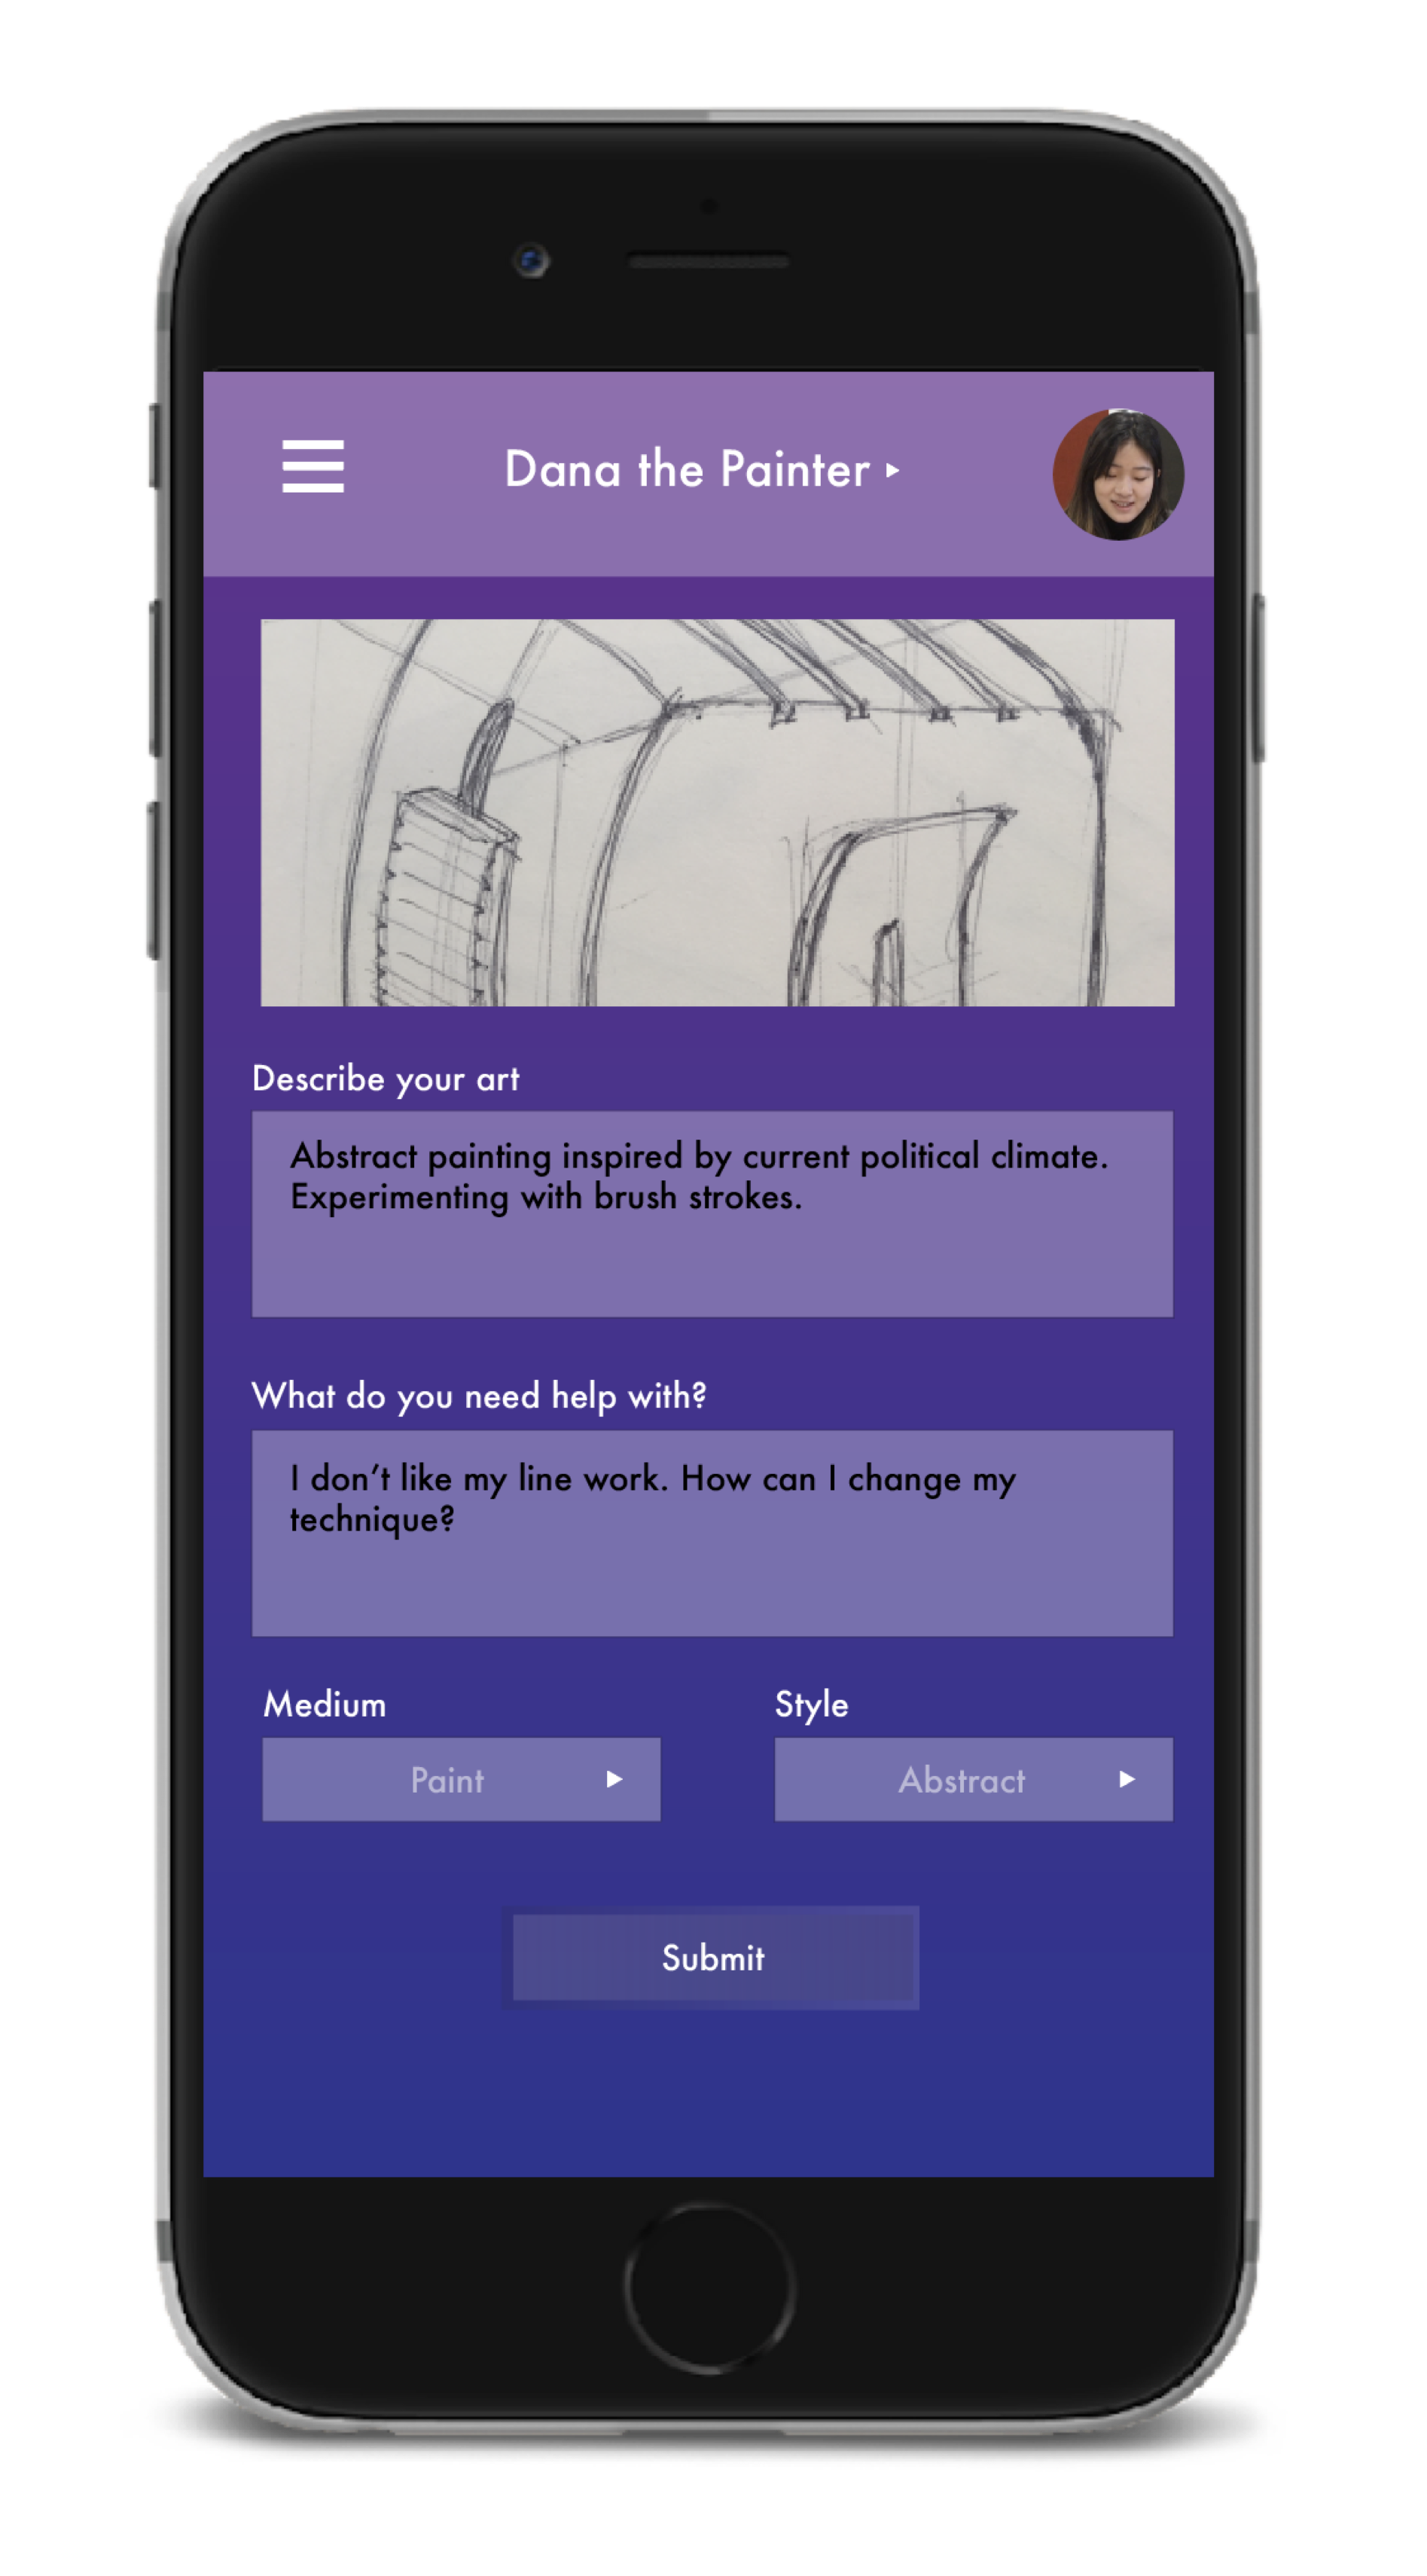 Dana the Painter
Describe your art
Abstract painting inspired by current political climate.
Experimenting with brush strokes.
What do you need help with?
I don’t like my line work. How can I change my
technique?
Medium
Style
Paint
Abstract
Submit